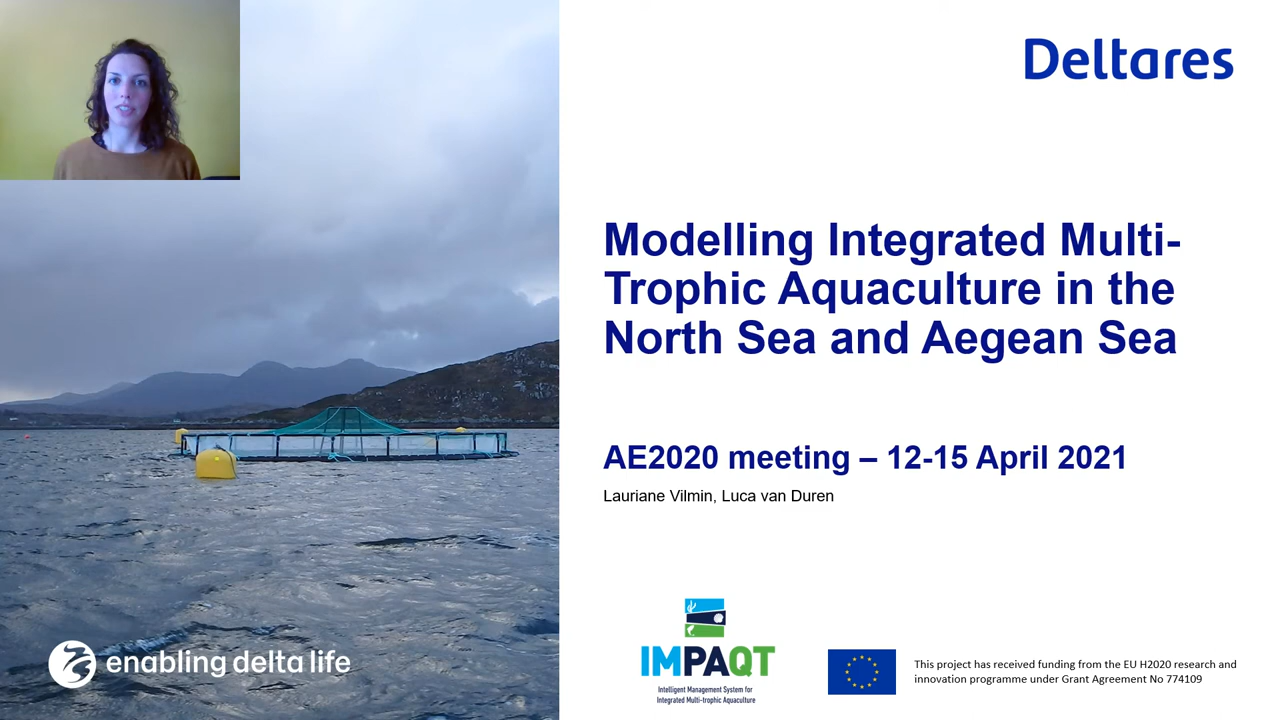 Deltares
Modelling Integrated Multi-
Trophic Aquaculture in the
North Sea and Aegean Sea
AE2020 meeting – 12-15 April 2021
Lauriane Vilmin, Luca van Duren
enabling delta life
IMPAQT
Intelligent Management System for
Integrated Multi-trophic Aquaculture
This project has received funding from the EU H2020 research and
innovation programme under Grant Agreement No 774109